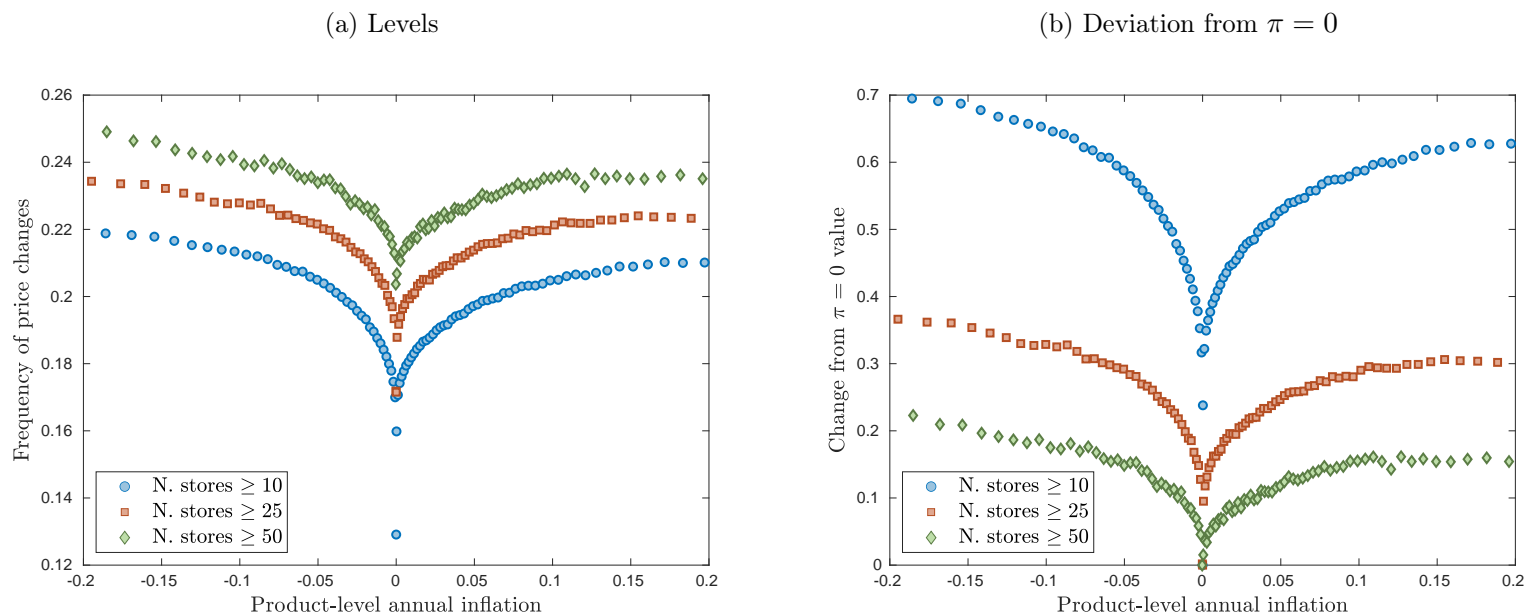 (a) Levels
Frequency of price changes
0.26
0.24
0.22
0.2
0.18
0.16
0.14
0.12
N. stores ≥ 10
N. stores ≥ 25
N. stores ≥ 50
-0.2 -0.15 -0.1 -0.05 0 0.05 0.1 0.15 0.2
Product-level annual inflation
(b) Deviation from π = 0
Change from π = 0 value
0.7
0.6
0.5
0.4
0.3
0.2
0.1
0
N. stores ≥ 10
N. stores ≥ 25
N. stores ≥ 50
-0.2 -0.15 -0.1 -0.05 0 0.05 0.1 0.15 0.2
Product-level annual inflation